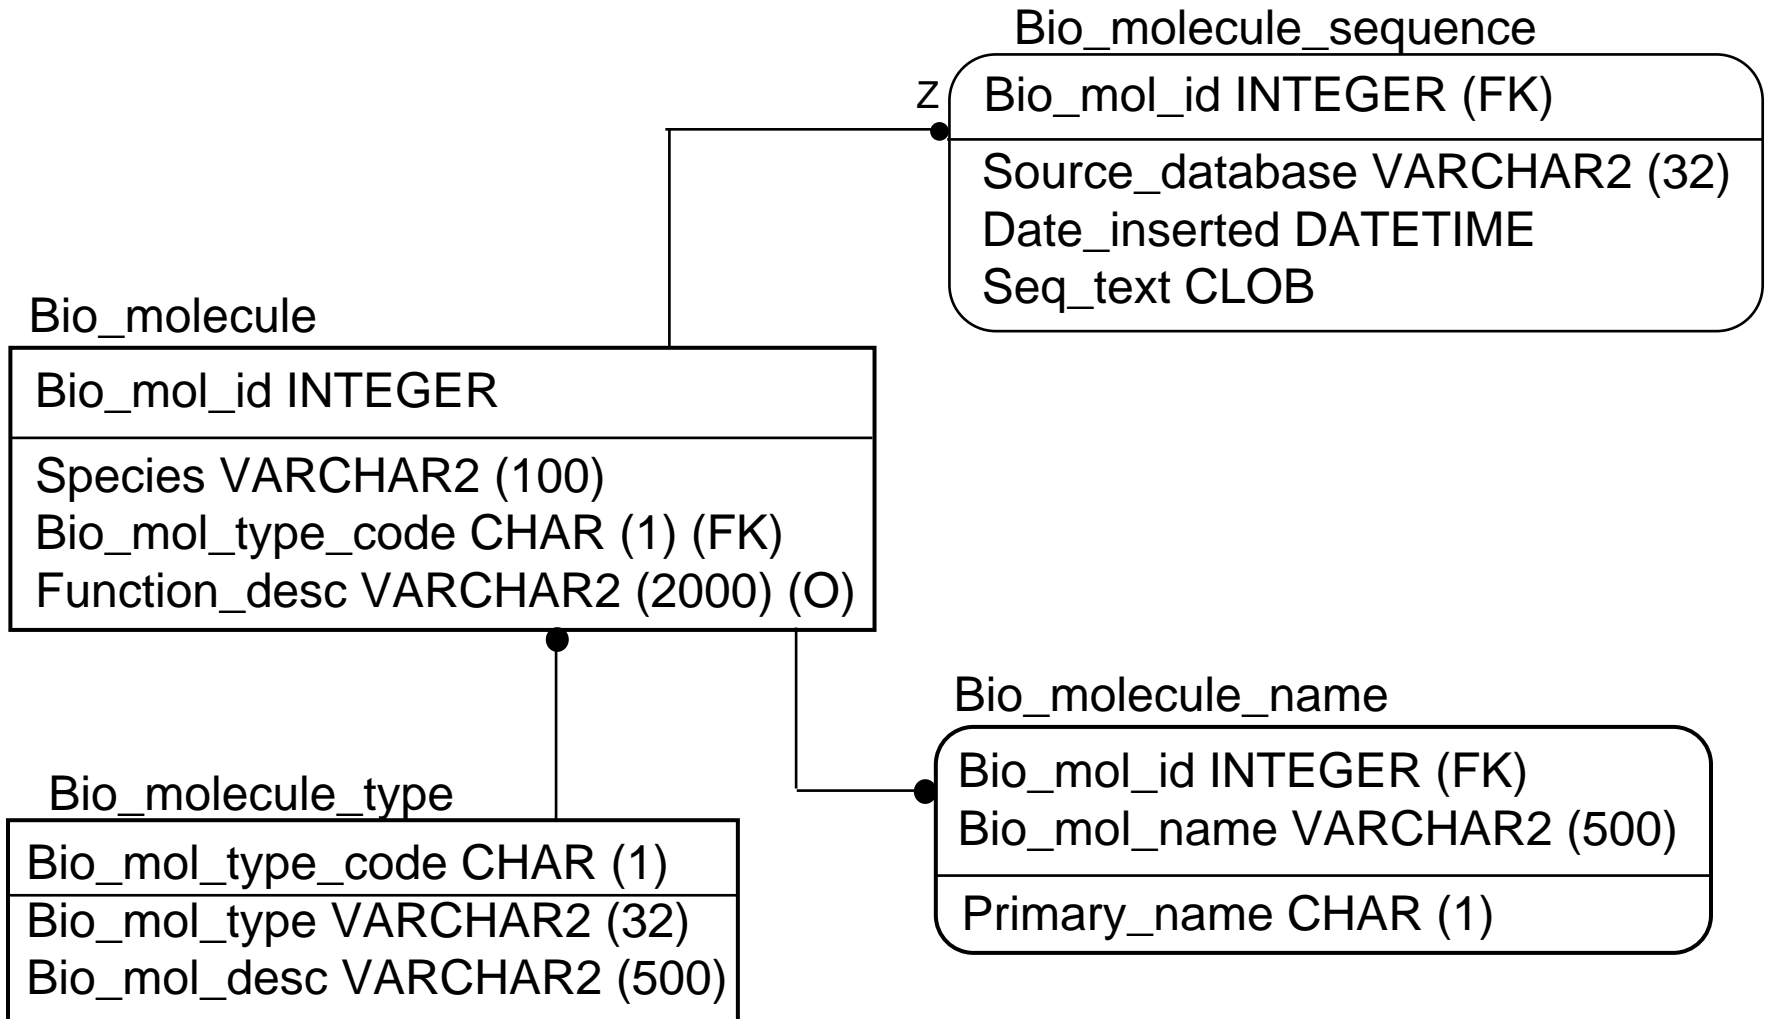 Bio_molecule_sequence
Z
Bio_mol_id INTEGER (FK)
Source_database VARCHAR2 (32)
Date_inserted DATETIME
Seq_text CLOB
Bio_molecule
Bio_mol_id INTEGER
Species VARCHAR2 (100)
Bio_mol_type_code CHAR (1) (FK)
Function_desc VARCHAR2 (2000) (O)
Bio_molecule_name
Bio_mol_id INTEGER (FK)
Bio_mol_name VARCHAR2 (500)
Primary_name CHAR (1)
Bio_molecule_type
Bio_mol_type_code CHAR (1)
Bio_mol_type VARCHAR2 (32)
Bio_mol_desc VARCHAR2 (500)